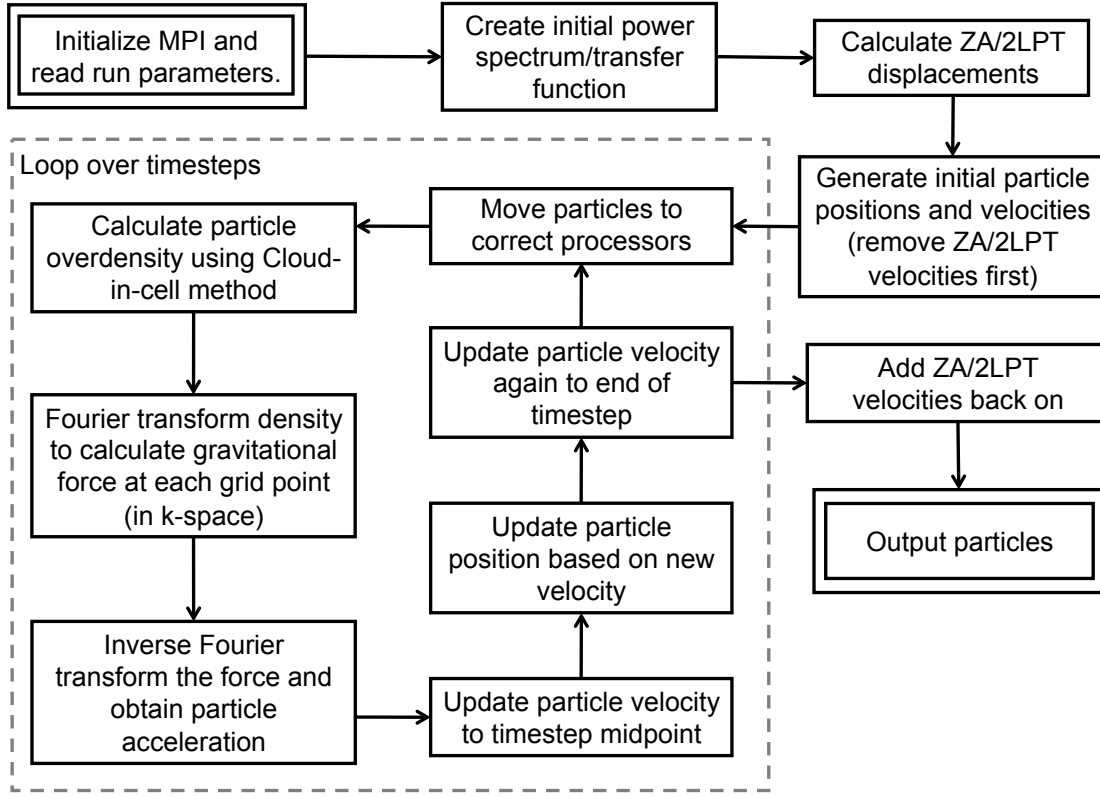 Initialize MPI and
read run parameters.
Create initial power
spectrum/transfer
function
Calculate ZA/2LPT
displacements
Generate initial particle
positions and velocities
(remove ZA/2LPT
velocities first)
Loop over timesteps
Move particles to
correct processors
Calculate particle
overdensity using Cloud-
in-cell method
Fourier transform density
to calculate gravitational
force at each grid point
(in k-space)
Inverse Fourier
transform the force and
obtain particle
acceleration
Update particle velocity
to timestep midpoint
Update particle
position based on new
velocity
Update particle velocity
again to end of
timestep
Add ZA/2LPT
velocities back on
Output particles